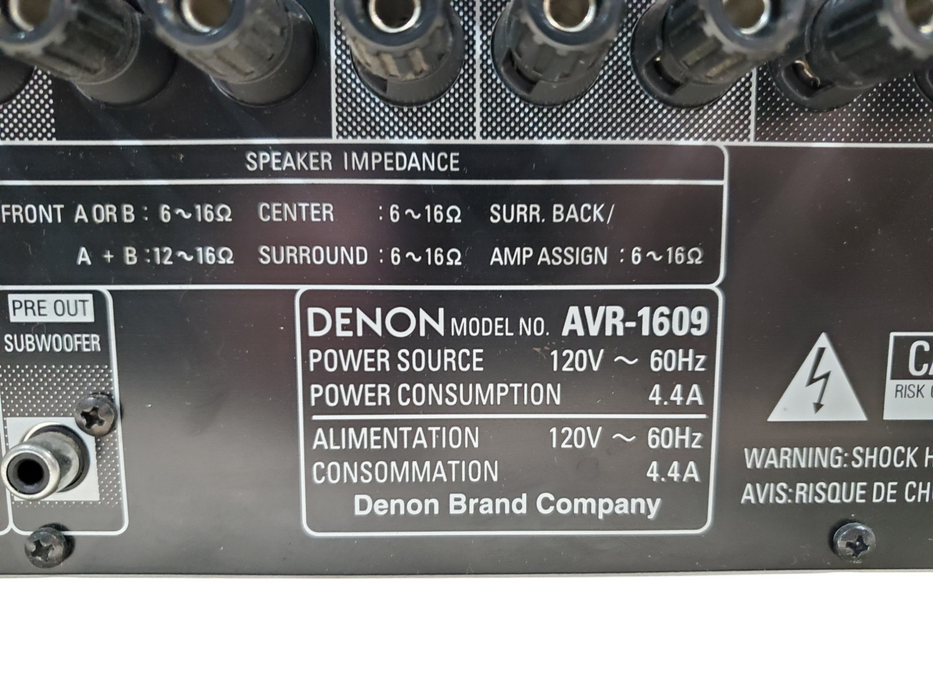 SPEAKER IMPEDANCE
FRONT A OR B : 6~16Ω CENTER : 6~16Ω SURR. BACK/
A + B : 12~16Ω SURROUND : 6~16Ω AMP ASSIGN : 6~16Ω
PRE OUT
SUBWOOFER
DENON MODEL NO. AVR-1609
POWER SOURCE 120V ~ 60Hz
POWER CONSUMPTION 4.4A
ALIMENTATION 120V ~ 60Hz
CONSOMMATION 4.4A
Denon Brand Company
RISK
WARNING: SHOCK
AVIS: RISQUE DE